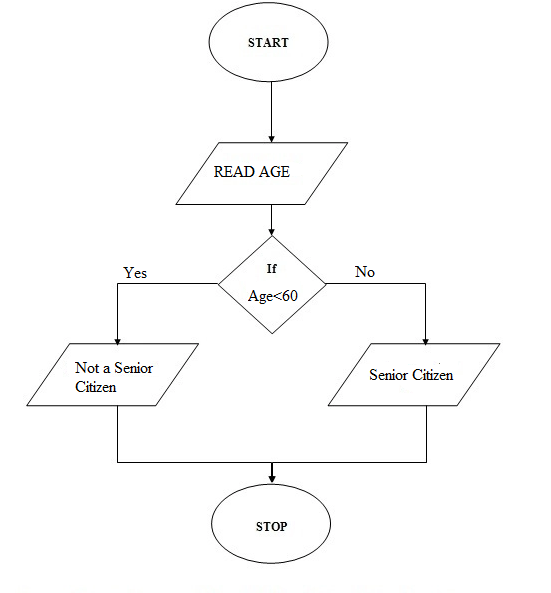 START
READ AGE
If
Age<60
Yes
No
Not a Senior
Citizen
Senior Citizen
STOP